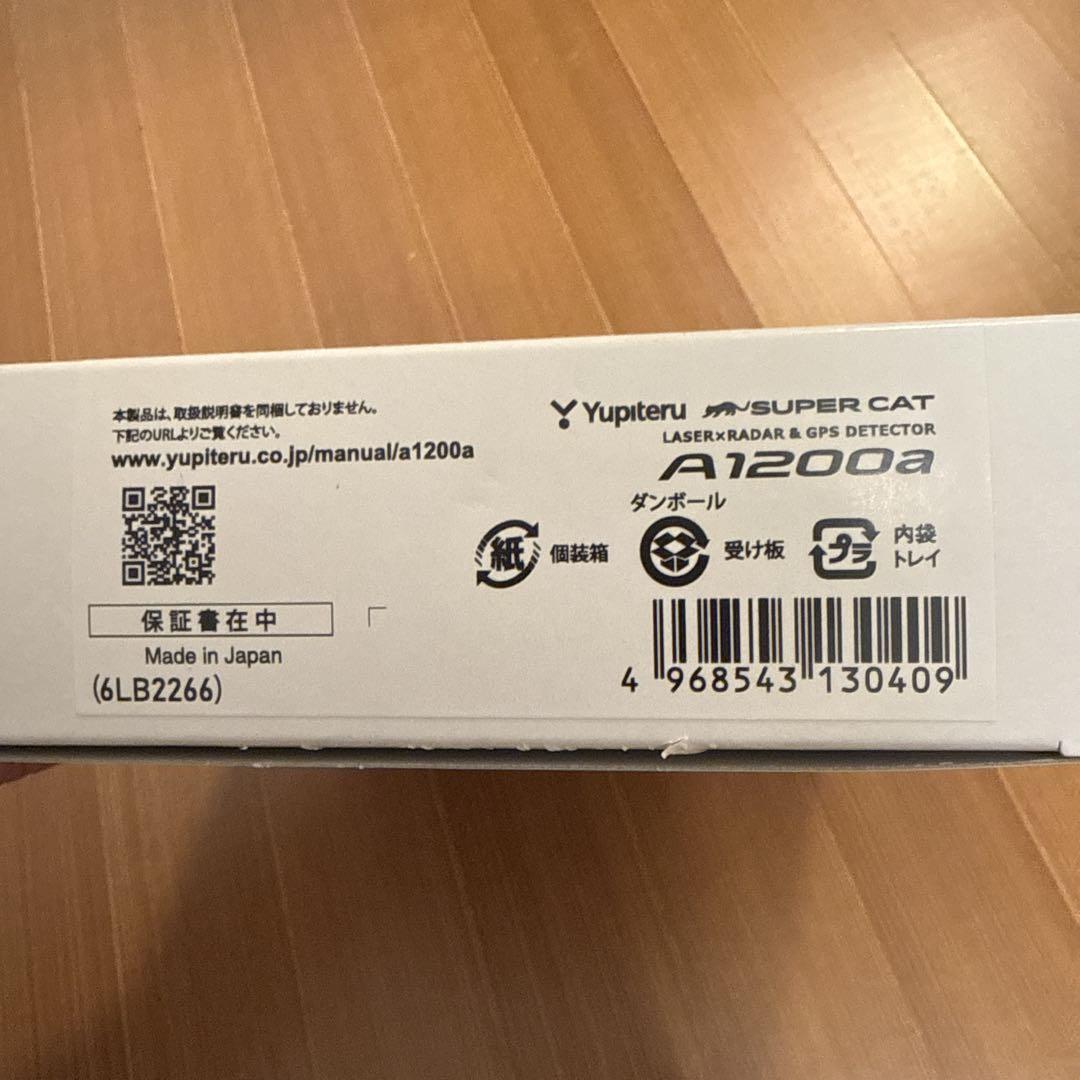 本製品は、取扱説明書を同梱しておりません。
下記のURLよりご覧ください。
www.yupiteru.co.jp/manual/a1200a
保証書在中
Made in Japan
(6LB2266)
Yupiteru SUPER CAT
LASER×RADAR & GPS DETECTOR
A1200a
紙 個装箱
ダンボール
受け板
プラ 内袋
トレイ
4 968543 130409